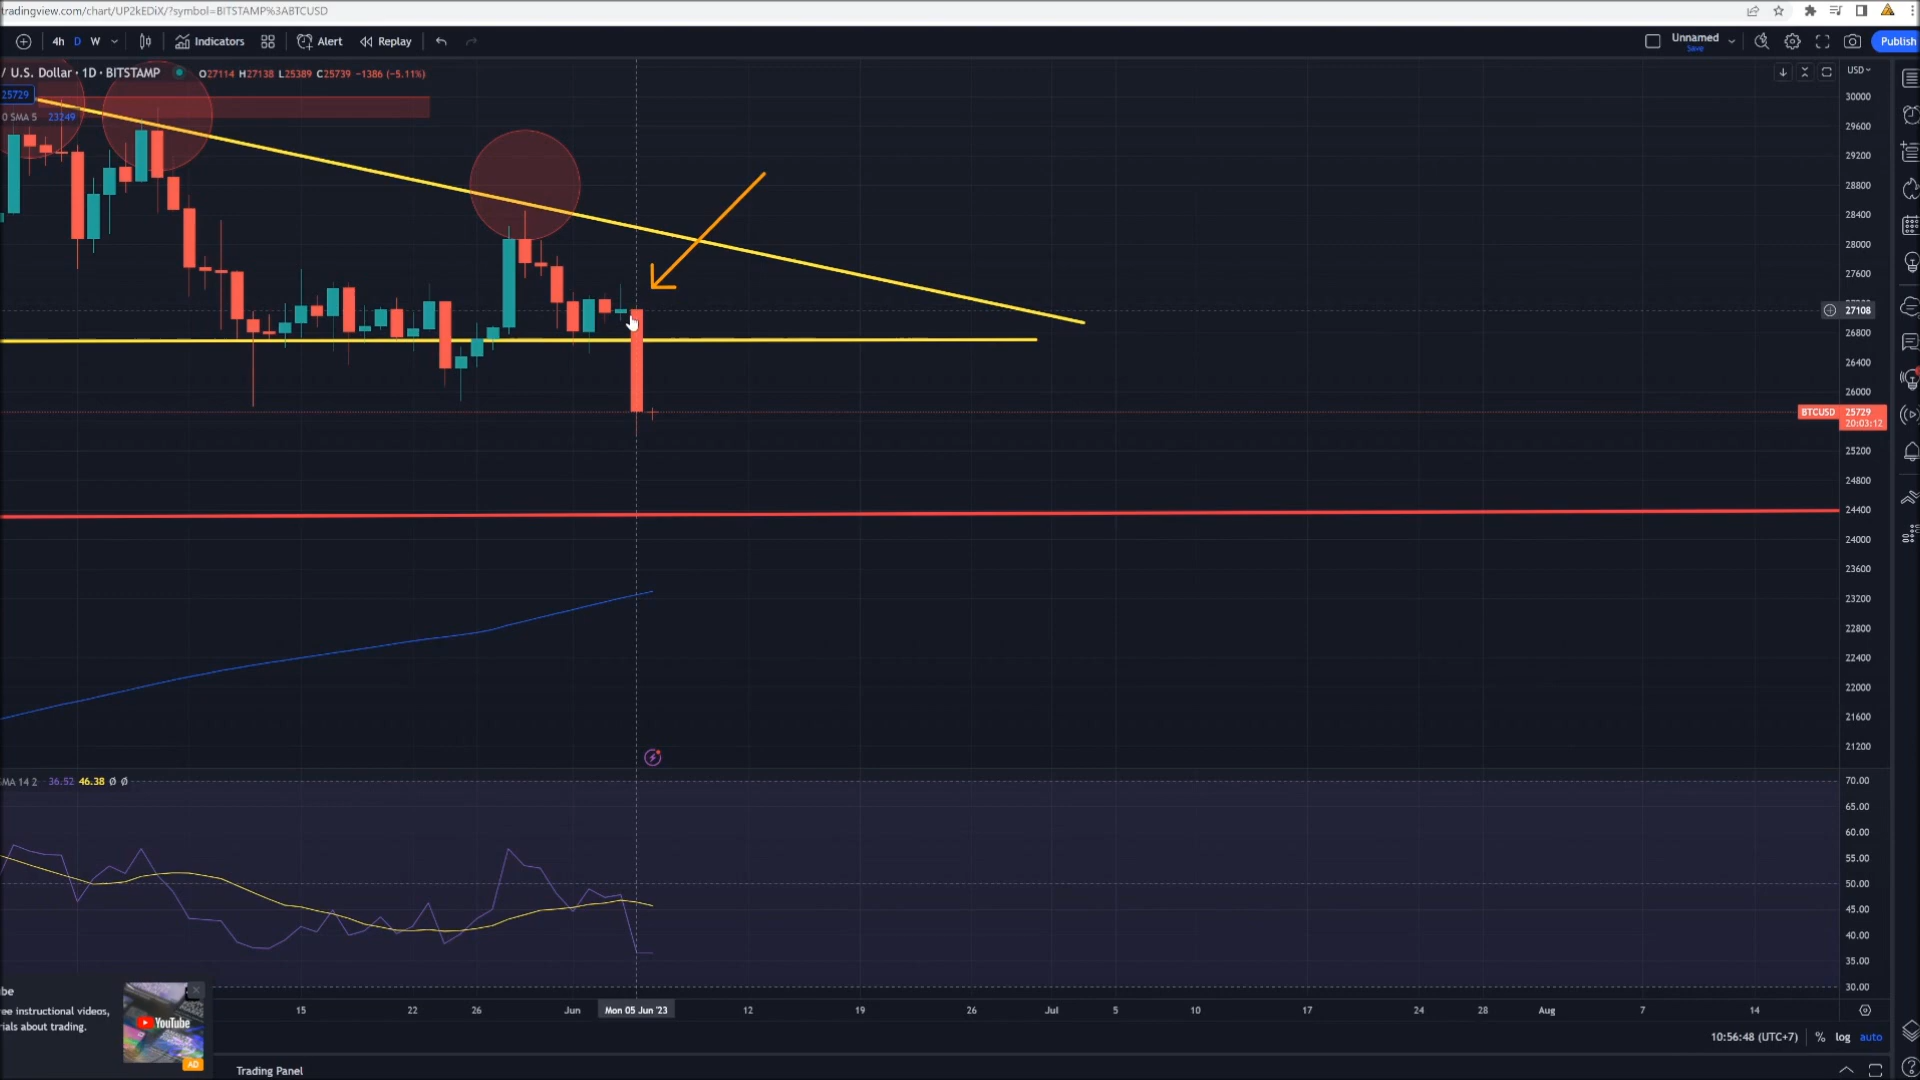 tradingview.com/chart/UP2kEDiX/?symbol=BITSTAMP%3ABTCUSD
4h D W Indicators Alert Replay Unnamed Save Publish
/ U.S. Dollar · 1D · BITSTAMP O27114 H27138 L25389 C25739 −1386 (−5.11%)
25729
0 SMA 5 23249
USD
30000
29600
29200
28800
28400
28000
27600
27108
26800
26400
26000
BTCUSD 25729
20:03:12
25200
24800
24400
24000
23600
23200
22800
22400
22000
21600
21200
MA 14 2 36.52 46.38 Ø Ø
70.00
65.00
60.00
55.00
50.00
45.00
40.00
35.00
30.00
be
ee instructional videos,
ials about trading.
YouTube
AD
15 22 26 Jun Mon 05 Jun '23 12 19 26 Jul 5 10 17 24 28 Aug 7 14
10:56:48 (UTC+7) % log auto
Trading Panel